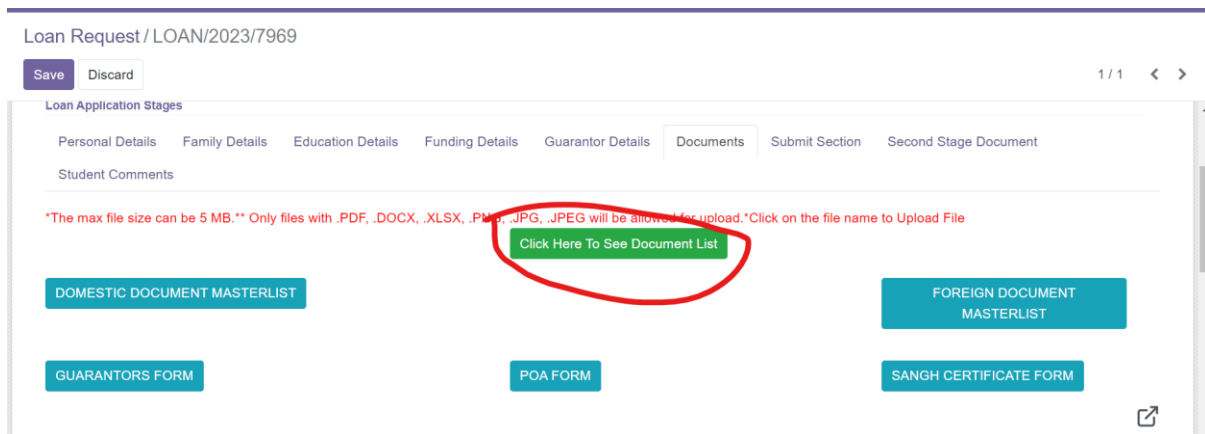 Loan Request / LOAN/2023/7969
Save Discard 1 / 1
Loan Application Stages
Personal Details Family Details Education Details Funding Details Guarantor Details Documents Submit Section Second Stage Document
Student Comments
*The max file size can be 5 MB.** Only files with .PDF, .DOCX, .XLSX, .PNG, .JPG, .JPEG will be allowed for upload.*Click on the file name to Upload File
Click Here To See Document List
DOMESTIC DOCUMENT MASTERLIST
FOREIGN DOCUMENT
MASTERLIST
GUARANTORS FORM POA FORM SANGH CERTIFICATE FORM